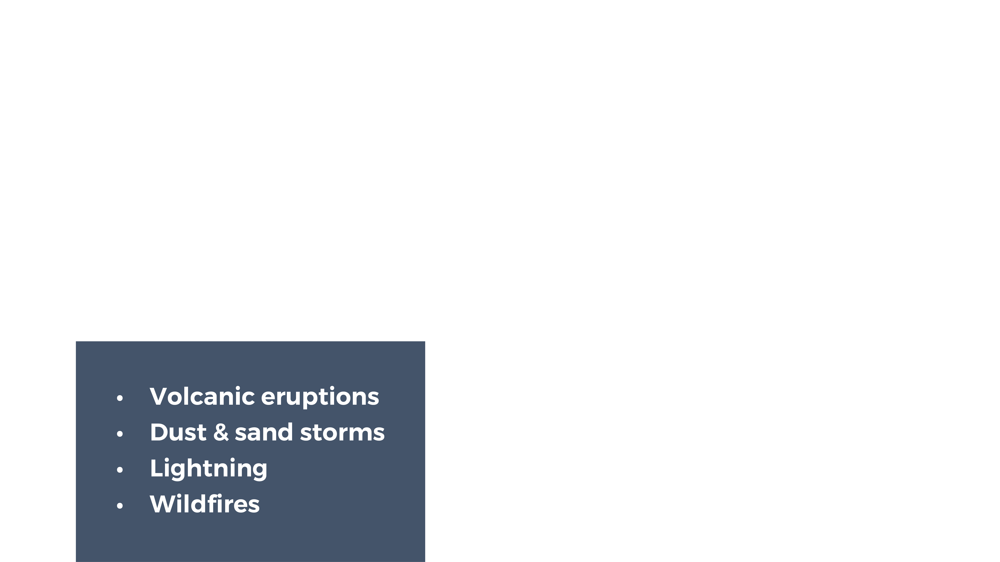 • Volcanic eruptions
• Dust & sand storms
• Lightning
• Wildfires